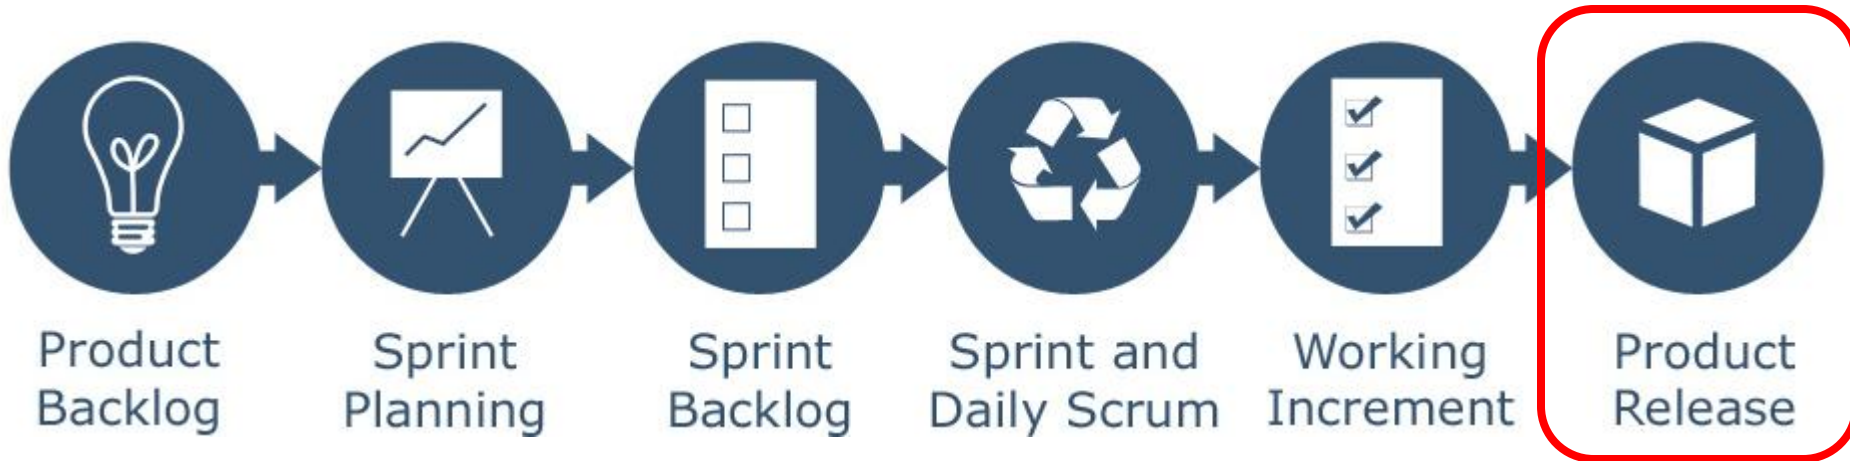 Product
Backlog
Sprint
Planning
Sprint
Backlog
Sprint and
Daily Scrum
Working
Increment
Product
Release